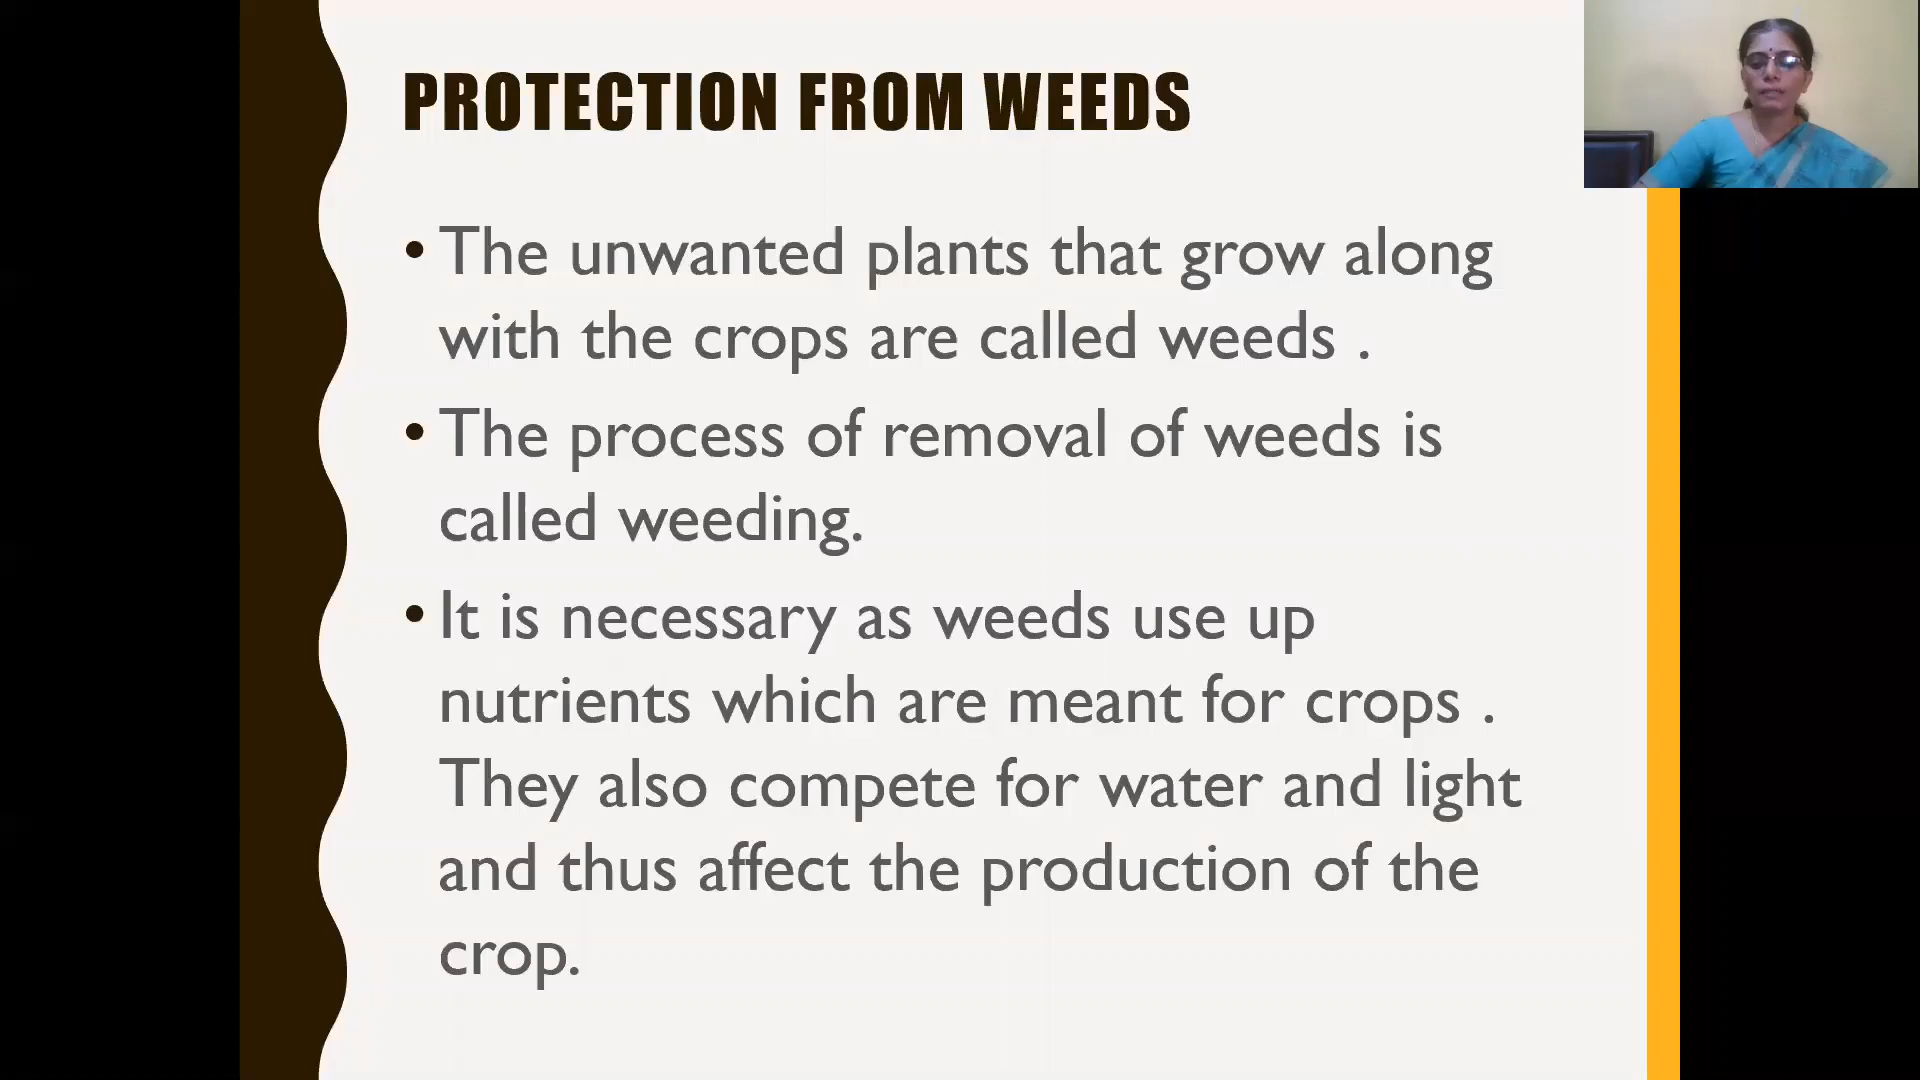 PROTECTION FROM WEEDS
• The unwanted plants that grow along
with the crops are called weeds .
• The process of removal of weeds is
called weeding.
• It is necessary as weeds use up
nutrients which are meant for crops .
They also compete for water and light
and thus affect the production of the
crop.